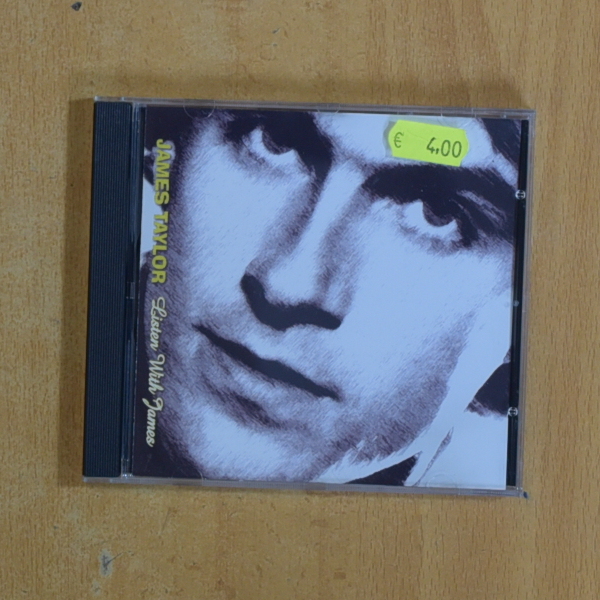 € 4,00
JAMES TAYLOR Listen With James